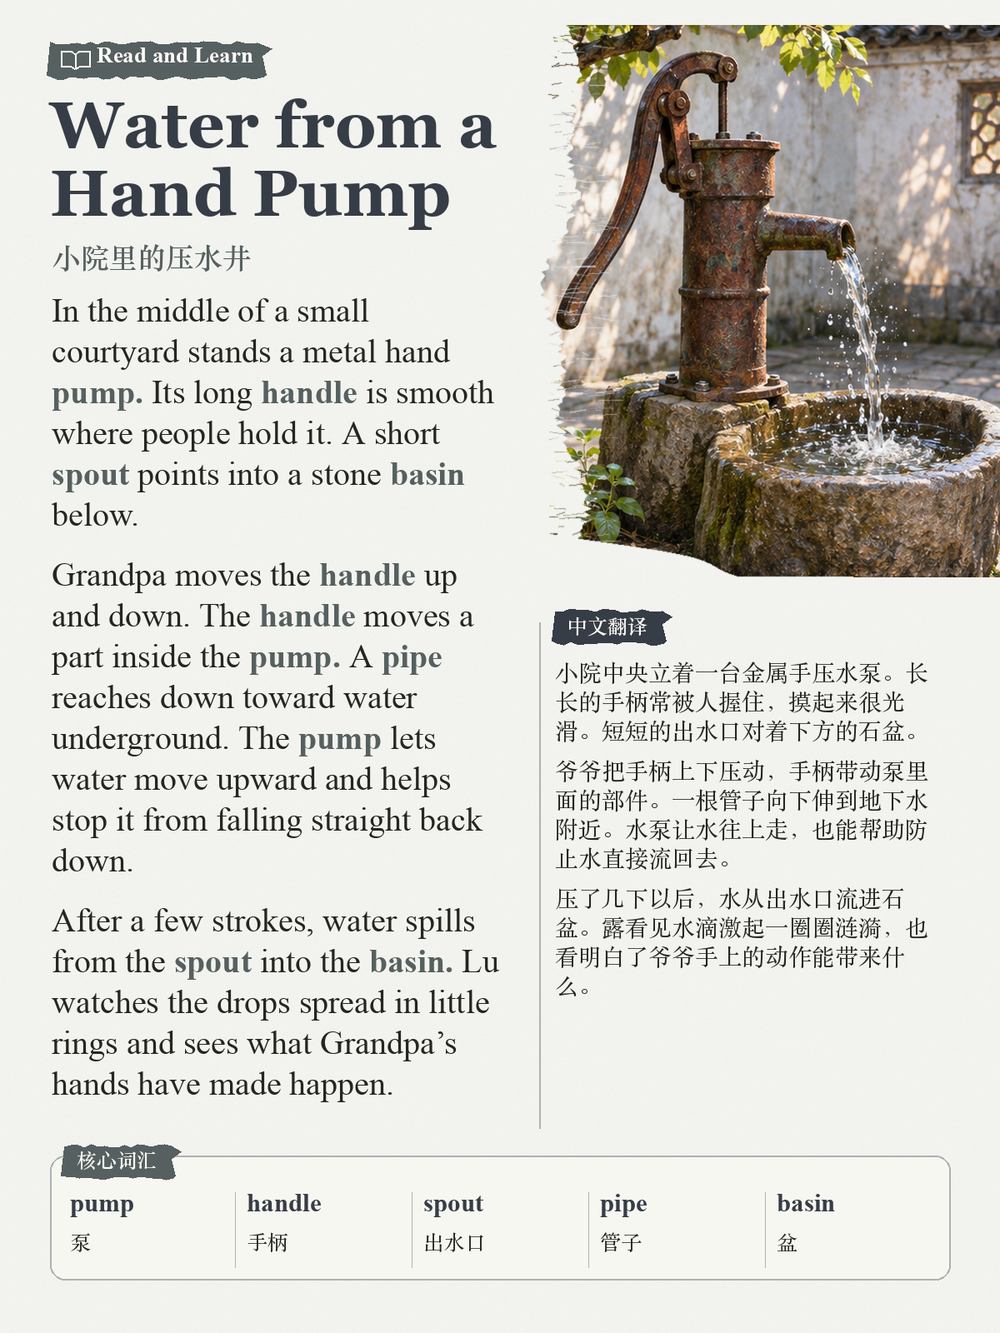 Read and Learn
Water from a
Hand Pump
小院里的压水井
In the middle of a small
courtyard stands a metal hand
pump. Its long handle is smooth
where people hold it. A short
spout points into a stone basin
below.
Grandpa moves the handle up
and down. The handle moves a
part inside the pump. A pipe
reaches down toward water
underground. The pump lets
water move upward and helps
stop it from falling straight back
down.
After a few strokes, water spills
from the spout into the basin. Lu
watches the drops spread in little
rings and sees what Grandpa’s
hands have made happen.
中文翻译
小院中央立着一台金属手压水泵。长
长的手柄常被人握住，摸起来很光
滑。短短的出水口对着下方的石盆。
爷爷把手柄上下压动，手柄带动泵里
面的部件。一根管子向下伸到地下水
附近。水泵让水往上走，也能帮助防
止水直接流回去。
压了几下以后，水从出水口流进石
盆。露看见水滴激起一圈圈涟漪，也
看明白了爷爷手上的动作能带来什
么。
核心词汇
pump
泵
handle
手柄
spout
出水口
pipe
管子
basin
盆